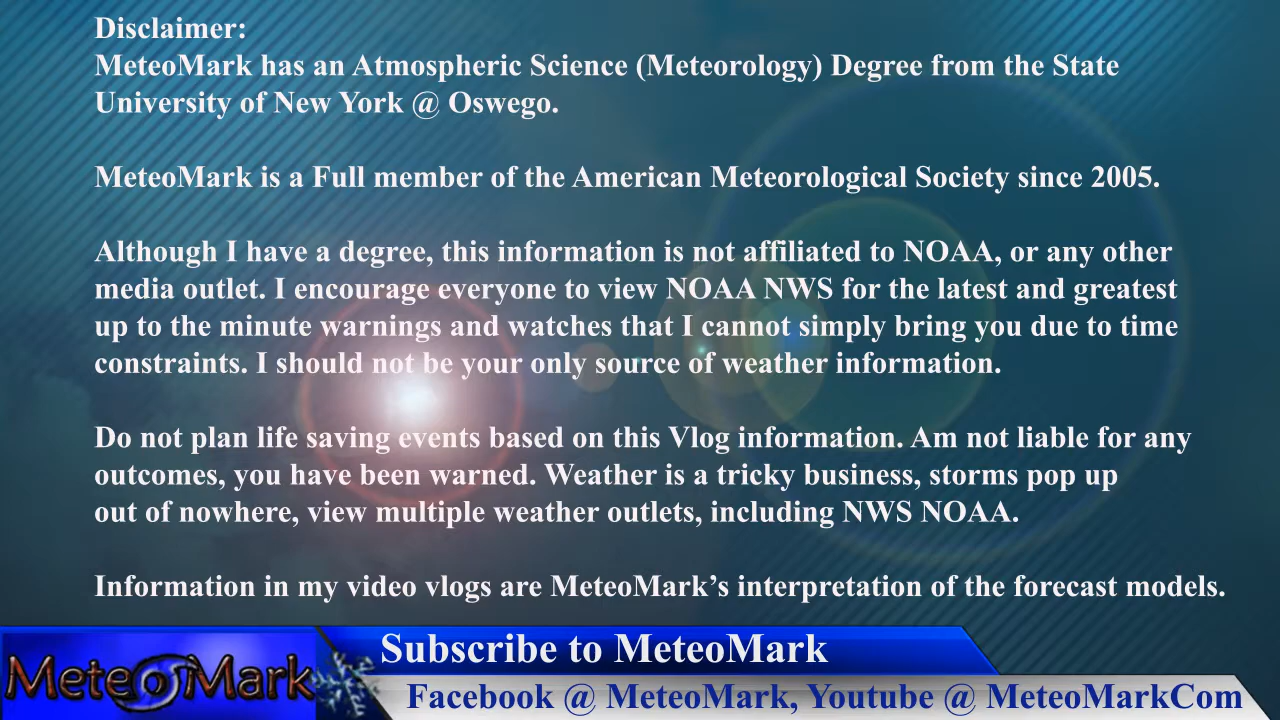 Disclaimer:
MeteoMark has an Atmospheric Science (Meteorology) Degree from the State
University of New York @ Oswego.
MeteoMark is a Full member of the American Meteorological Society since 2005.
Although I have a degree, this information is not affiliated to NOAA, or any other
media outlet. I encourage everyone to view NOAA NWS for the latest and greatest
up to the minute warnings and watches that I cannot simply bring you due to time
constraints. I should not be your only source of weather information.
Do not plan life saving events based on this Vlog information. Am not liable for any
outcomes, you have been warned. Weather is a tricky business, storms pop up
out of nowhere, view multiple weather outlets, including NWS NOAA.
Information in my video vlogs are MeteoMark’s interpretation of the forecast models.
Subscribe to MeteoMark
MeteoMark
Facebook @ MeteoMark, Youtube @ MeteoMarkCom